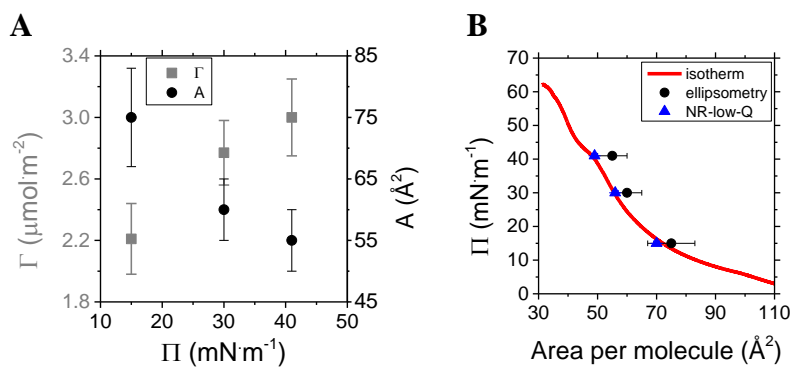 A
Γ
A
3.4
3.0
2.6
2.2
1.8
Γ (μmol·m⁻²)
85
75
65
55
45
A (Å²)
10 20 30 40 50
Π (mN·m⁻¹)
B
isotherm
ellipsometry
NR-low-Q
70
60
50
40
30
20
10
0
Π (mN·m⁻¹)
30 50 70 90 110
Area per molecule (Å²)